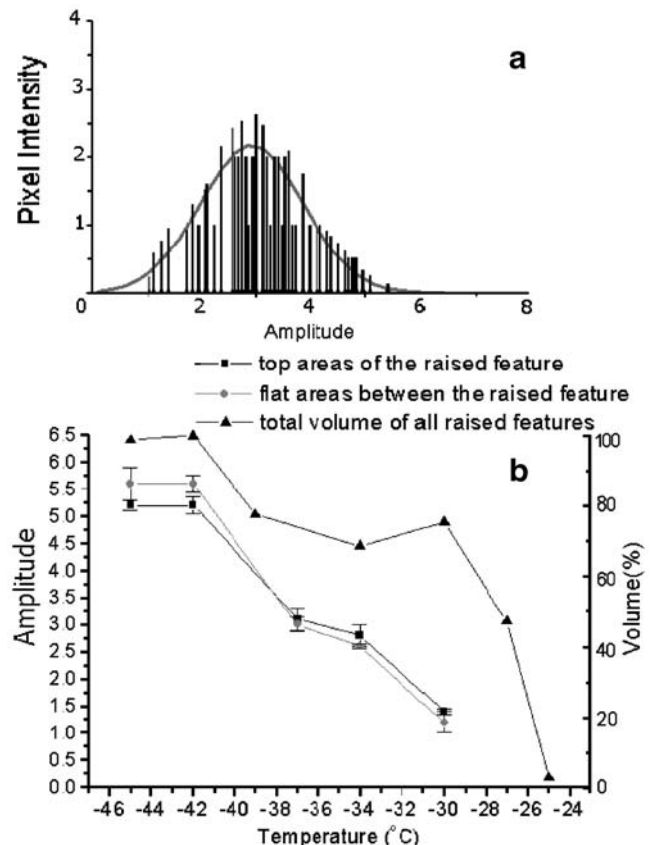 a
Pixel Intensity
4
3
2
1
0
0 2 4 6 8
Amplitude
top areas of the raised feature
flat areas between the raised feature
total volume of all raised features
b
Amplitude
6.5
6.0
5.5
5.0
4.5
4.0
3.5
3.0
2.5
2.0
1.5
1.0
0.5
0.0
100
80
60
40
20
0
Volume(%)
-46 -44 -42 -40 -38 -36 -34 -32 -30 -28 -26 -24
Temperature (°C)